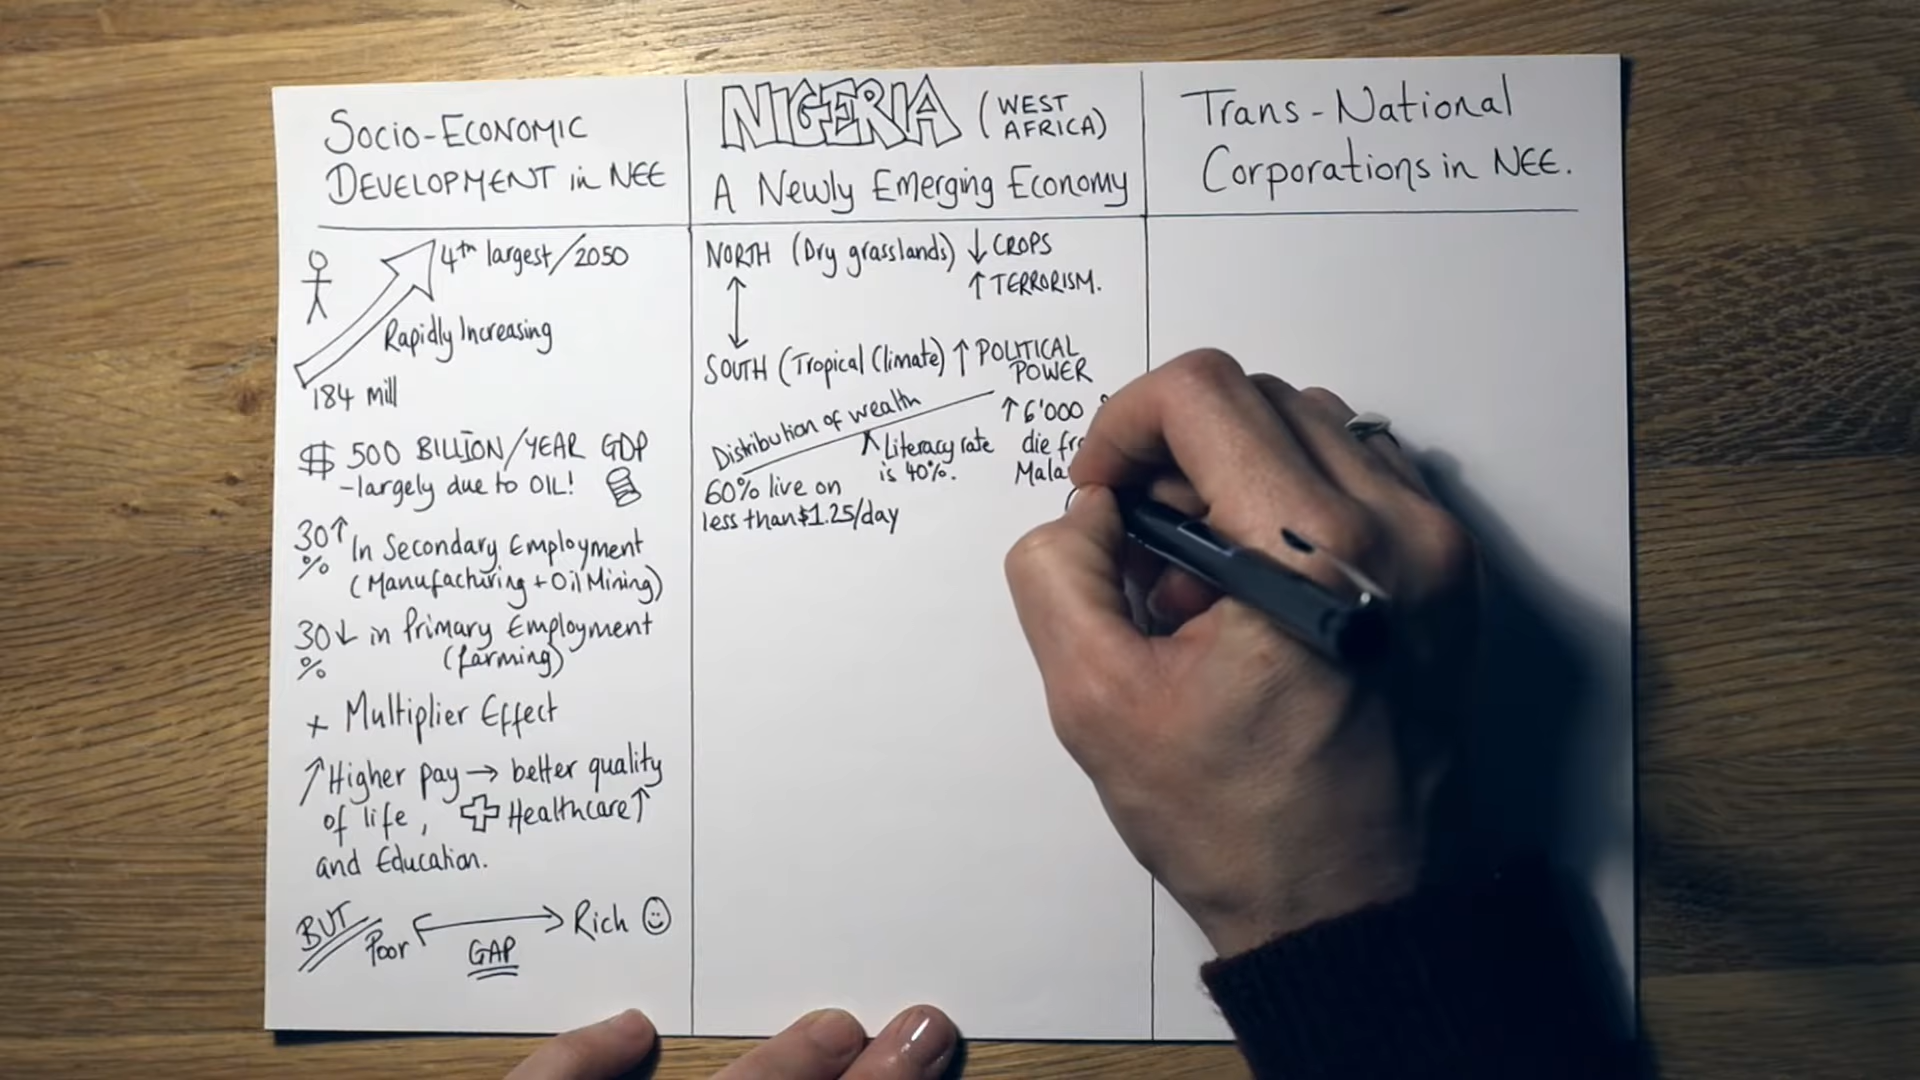 SOCIO-ECONOMIC
DEVELOPMENT in NEE
4th largest/2050
Rapidly Increasing
184 mill
$ 500 BILLION/YEAR GDP
-largely due to OIL!
30↑ In Secondary Employment
%
(Manufacturing + Oil Mining)
30↓ in Primary Employment
%
(farming)
+ Multiplier Effect
↑Higher pay → better quality
of life, Healthcare↑
and Education.
BUT
Poor ↔ Rich
GAP
NIGERIA (WEST
AFRICA)
A Newly Emerging Economy
NORTH (Dry grasslands) ↓ CROPS
↑ TERRORISM.
↕
SOUTH (Tropical Climate) ↑ POLITICAL
POWER
Distribution of wealth
60% live on
less than $1.25/day
Literacy rate
is 40%.
↑ 6'000
die
Trans-National
Corporations in NEE.